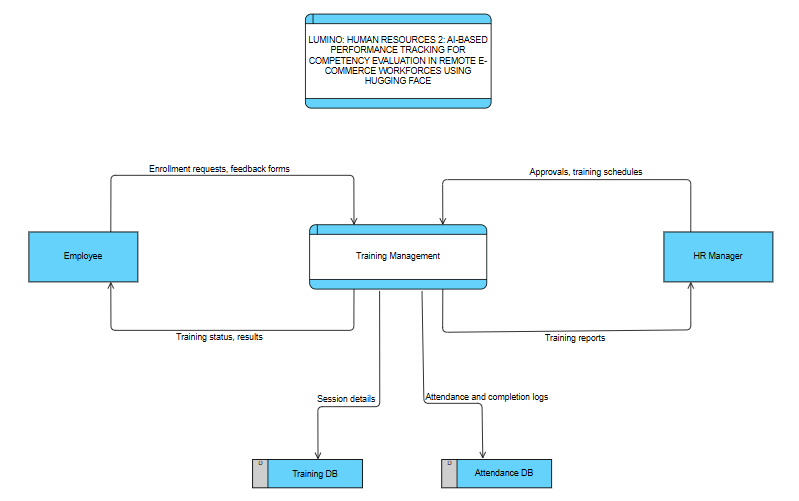 LUMINO: HUMAN RESOURCES 2: AI-BASED
PERFORMANCE TRACKING FOR
COMPETENCY EVALUATION IN REMOTE E-
COMMERCE WORKFORCES USING
HUGGING FACE
Enrollment requests, feedback forms
Approvals, training schedules
Employee
Training Management
HR Manager
Training status, results
Training reports
Session details
Attendance and completion logs
D
Training DB
D
Attendance DB